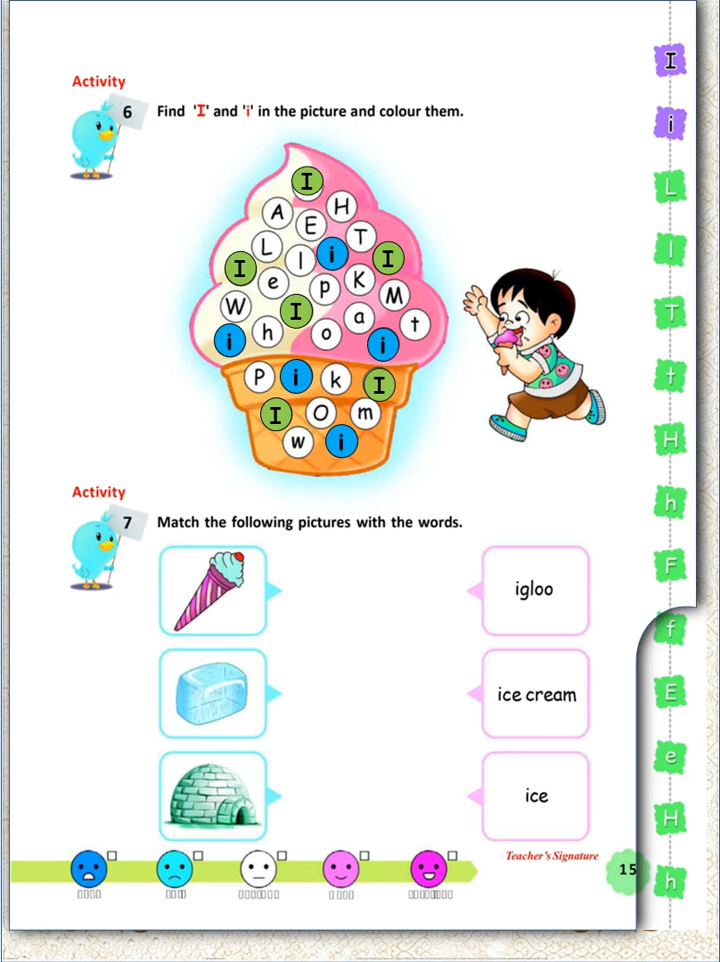 Activity
6 Find 'I' and 'i' in the picture and colour them.
I
A E H
L l i T I
I e p K M
W I a t
i h o i
P i k I
I O m
w i
Activity
7 Match the following pictures with the words.
igloo
ice cream
ice
Teacher's Signature
15
I
i
L
l
T
t
H
h
F
f
E
e
H
h